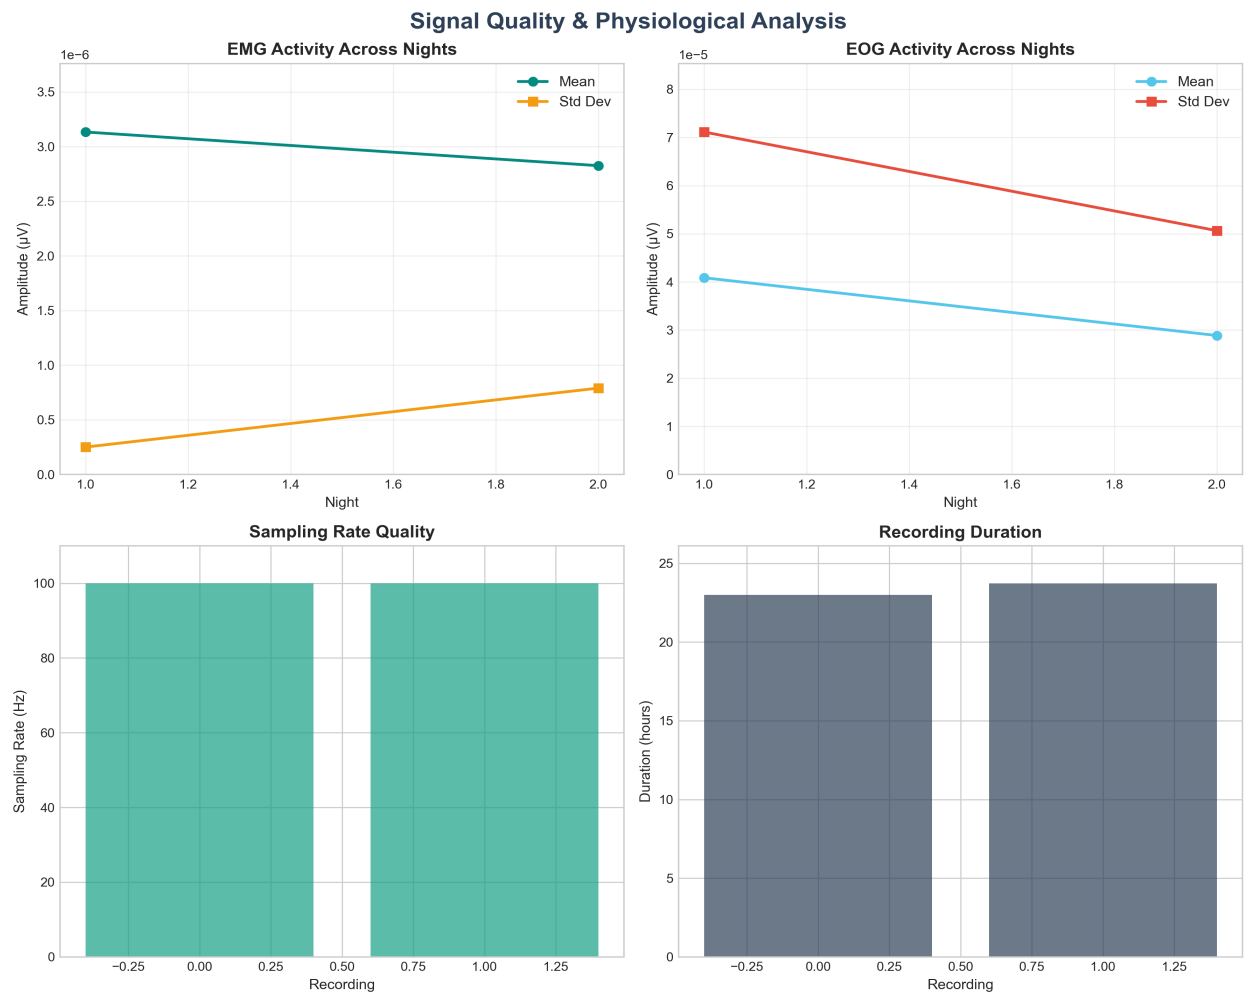 Signal Quality & Physiological Analysis
EMG Activity Across Nights
1e−6
Mean
Std Dev
3.5
3.0
2.5
2.0
1.5
1.0
0.5
0.0
Amplitude (µV)
1.0 1.2 1.4 1.6 1.8 2.0
Night
EOG Activity Across Nights
1e−5
Mean
Std Dev
8
7
6
5
4
3
2
1
0
Amplitude (µV)
1.0 1.2 1.4 1.6 1.8 2.0
Night
Sampling Rate Quality
100
80
60
40
20
0
Sampling Rate (Hz)
−0.25 0.00 0.25 0.50 0.75 1.00 1.25
Recording
Recording Duration
25
20
15
10
5
0
Duration (hours)
−0.25 0.00 0.25 0.50 0.75 1.00 1.25
Recording